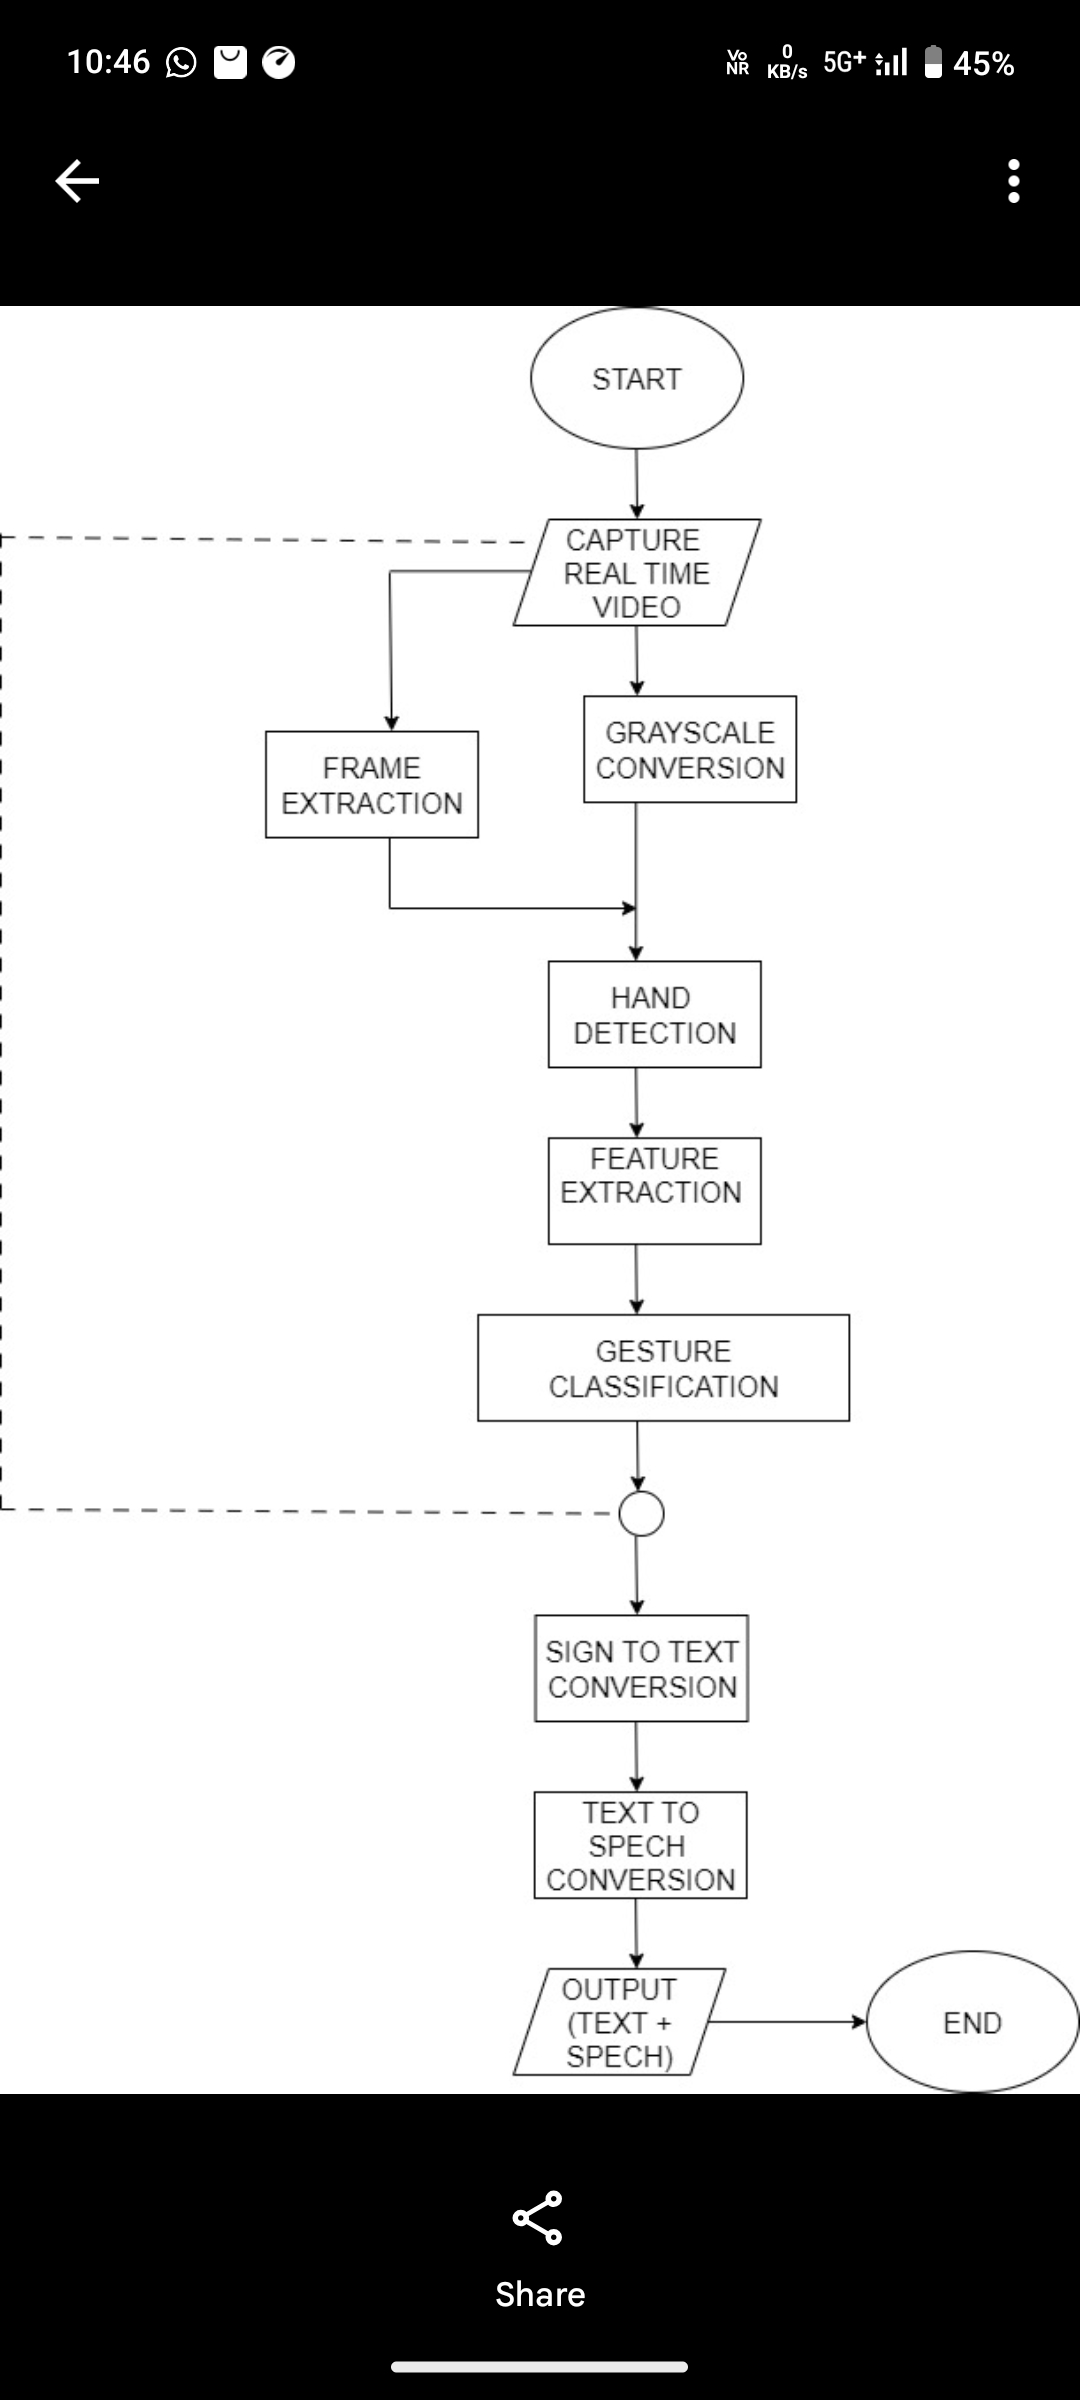 10:46
Vo
NR
0
KB/s
5G+
45%
START
CAPTURE
REAL TIME
VIDEO
GRAYSCALE
CONVERSION
FRAME
EXTRACTION
HAND
DETECTION
FEATURE
EXTRACTION
GESTURE
CLASSIFICATION
SIGN TO TEXT
CONVERSION
TEXT TO
SPECH
CONVERSION
OUTPUT
(TEXT +
SPECH)
END
Share